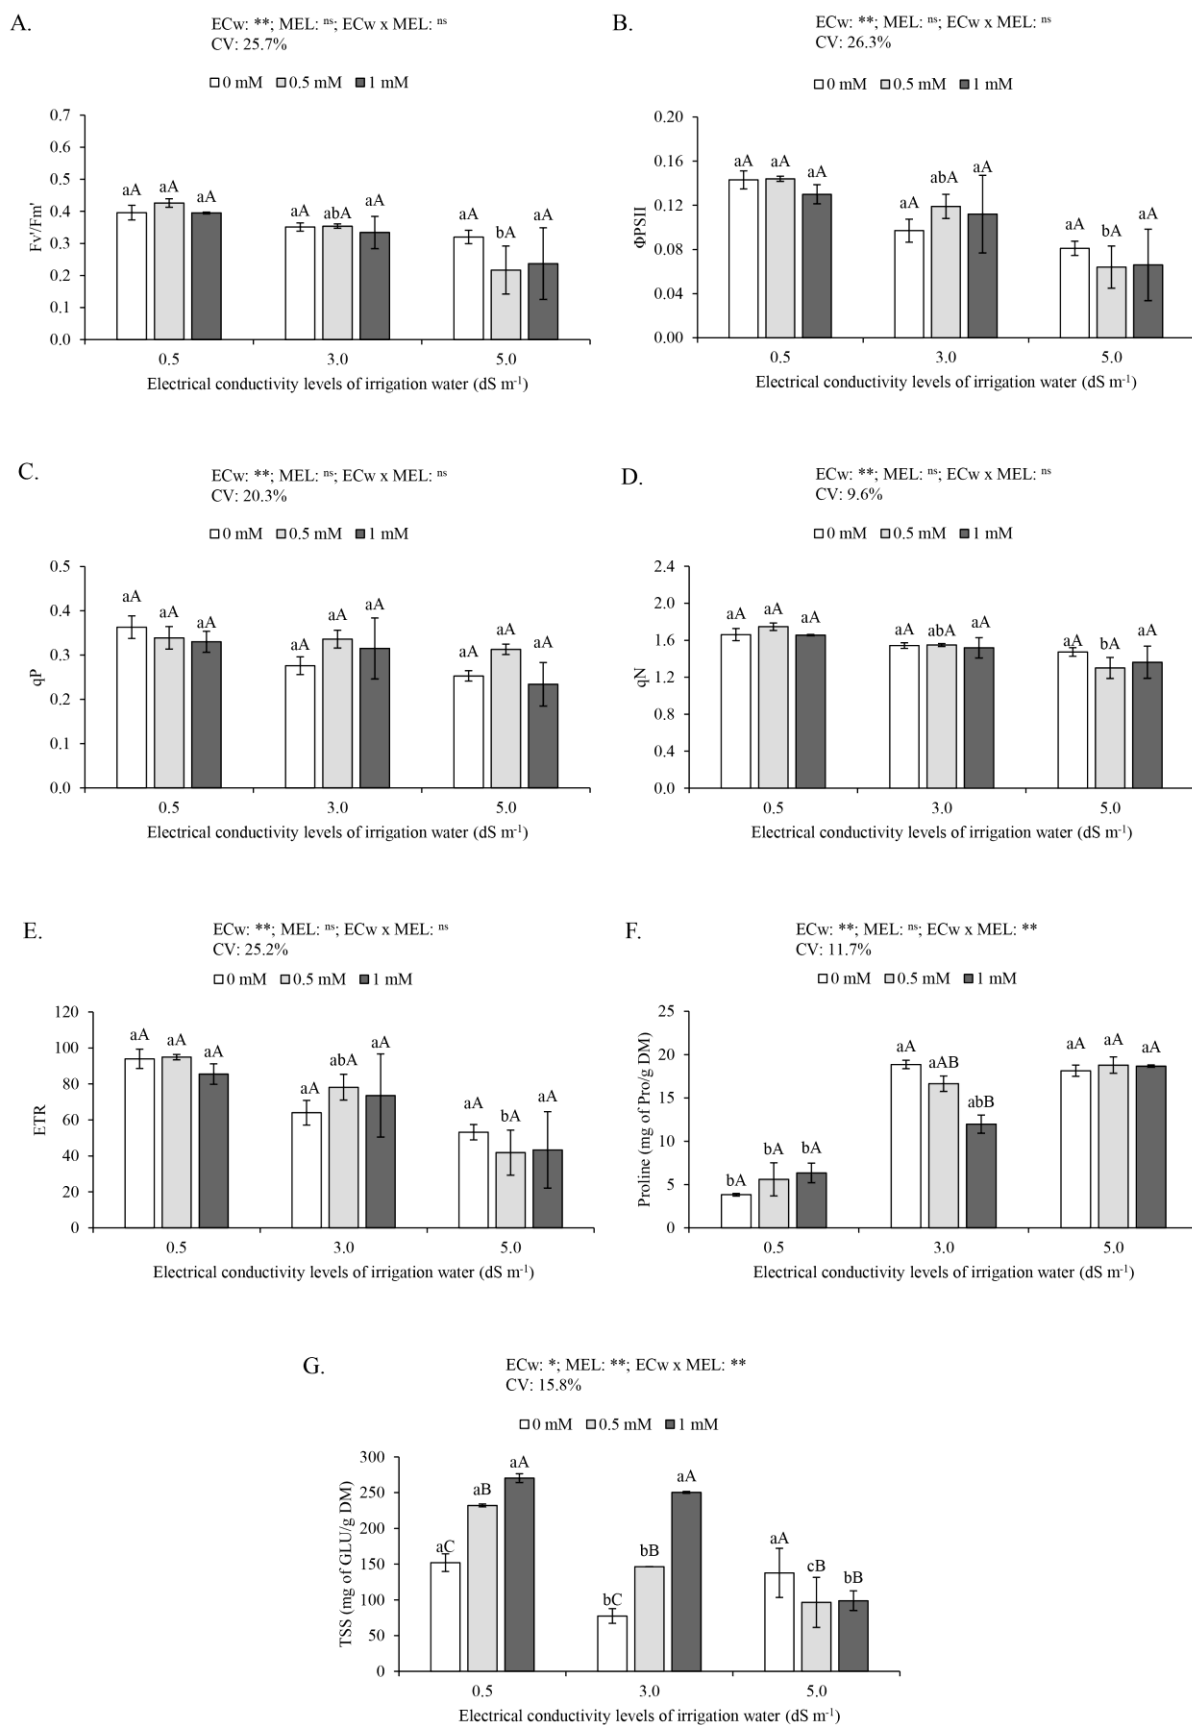 A.
ECw: **; MEL: ns; ECw x MEL: ns
CV: 25.7%
0 mM 0.5 mM 1 mM
Fv'/Fm'
0.7
0.6
0.5
0.4
0.3
0.2
0.1
0.0
aA aA aA
aA abA aA
aA bA aA
0.5 3.0 5.0
Electrical conductivity levels of irrigation water (dS m-1)
B.
ECw: **; MEL: ns; ECw x MEL: ns
CV: 26.3%
0 mM 0.5 mM 1 mM
ΦPSII
0.20
0.16
0.12
0.08
0.04
0.00
aA aA aA
aA abA aA
aA bA aA
0.5 3.0 5.0
Electrical conductivity levels of irrigation water (dS m-1)
C.
ECw: **; MEL: ns; ECw x MEL: ns
CV: 20.3%
0 mM 0.5 mM 1 mM
qP
0.5
0.4
0.3
0.2
0.1
0.0
aA aA aA
aA aA aA
aA aA aA
0.5 3.0 5.0
Electrical conductivity levels of irrigation water (dS m-1)
D.
ECw: **; MEL: ns; ECw x MEL: ns
CV: 9.6%
0 mM 0.5 mM 1 mM
qN
2.4
2.0
1.6
1.2
0.8
0.4
0.0
aA aA aA
aA abA aA
aA bA aA
0.5 3.0 5.0
Electrical conductivity levels of irrigation water (dS m-1)
E.
ECw: **; MEL: ns; ECw x MEL: ns
CV: 25.2%
0 mM 0.5 mM 1 mM
ETR
120
100
80
60
40
20
0
aA aA aA
aA abA aA
aA bA aA
0.5 3.0 5.0
Electrical conductivity levels of irrigation water (dS m-1)
F.
ECw: **; MEL: ns; ECw x MEL: **
CV: 11.7%
0 mM 0.5 mM 1 mM
Proline (mg of Pro/g DM)
25
20
15
10
5
0
bA bA bA
aA aAB abB
aA aA aA
0.5 3.0 5.0
Electrical conductivity levels of irrigation water (dS m-1)
G.
ECw: *; MEL: **; ECw x MEL: **
CV: 15.8%
0 mM 0.5 mM 1 mM
TSS (mg of GLU/g DM)
300
250
200
150
100
50
0
aC aB aA
bC bB aA
aA cB bB
0.5 3.0 5.0
Electrical conductivity levels of irrigation water (dS m-1)